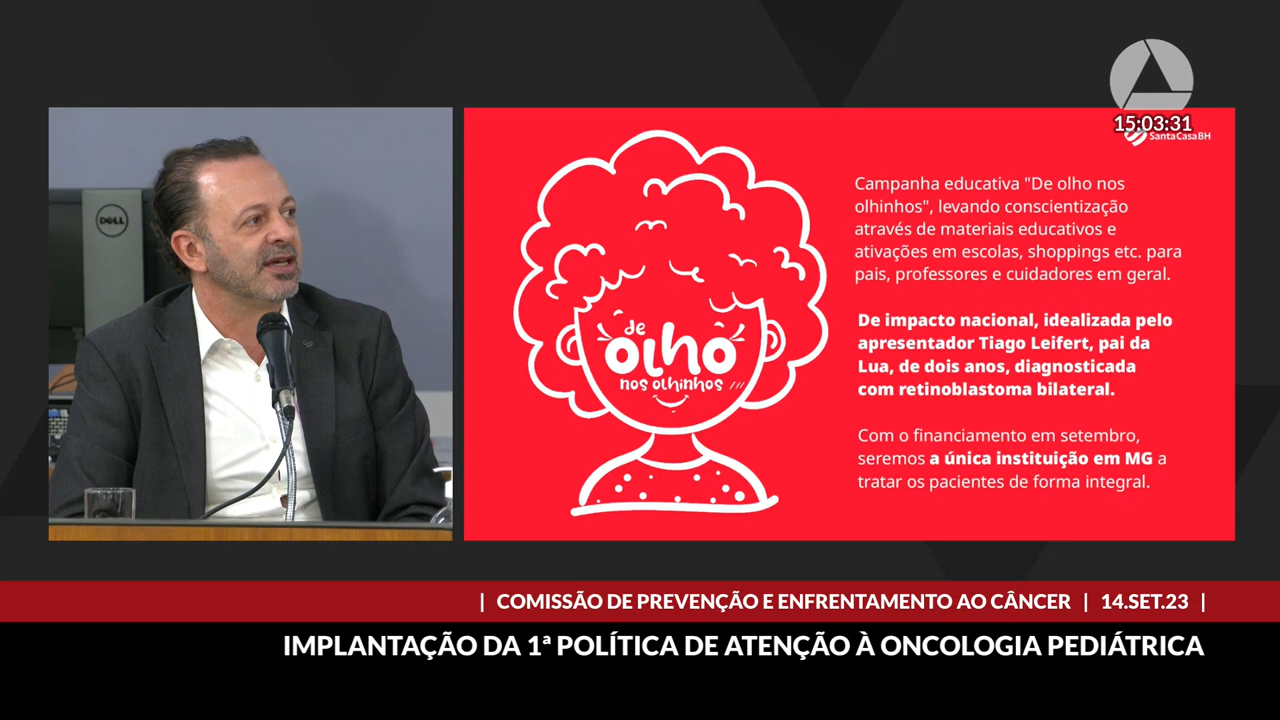 DELL
15:03:31
SantaCasaBH
de
olho
nos olhinhos
Campanha educativa "De olho nos
olhinhos", levando conscientização
através de materiais educativos e
ativações em escolas, shoppings etc. para
pais, professores e cuidadores em geral.
De impacto nacional, idealizada pelo
apresentador Tiago Leifert, pai da
Lua, de dois anos, diagnosticada
com retinoblastoma bilateral.
Com o financiamento em setembro,
seremos a única instituição em MG a
tratar os pacientes de forma integral.
| COMISSÃO DE PREVENÇÃO E ENFRENTAMENTO AO CÂNCER | 14.SET.23 |
IMPLANTAÇÃO DA 1ª POLÍTICA DE ATENÇÃO À ONCOLOGIA PEDIÁTRICA